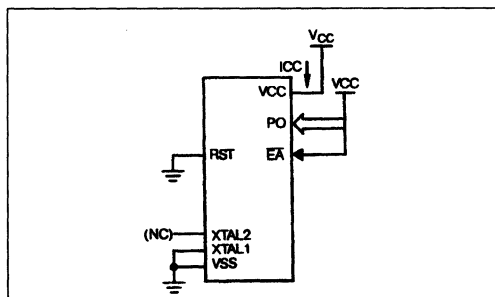 VCC
ICC
VCC
VCC
PO
RST
EA
(NC)
XTAL2
XTAL1
VSS